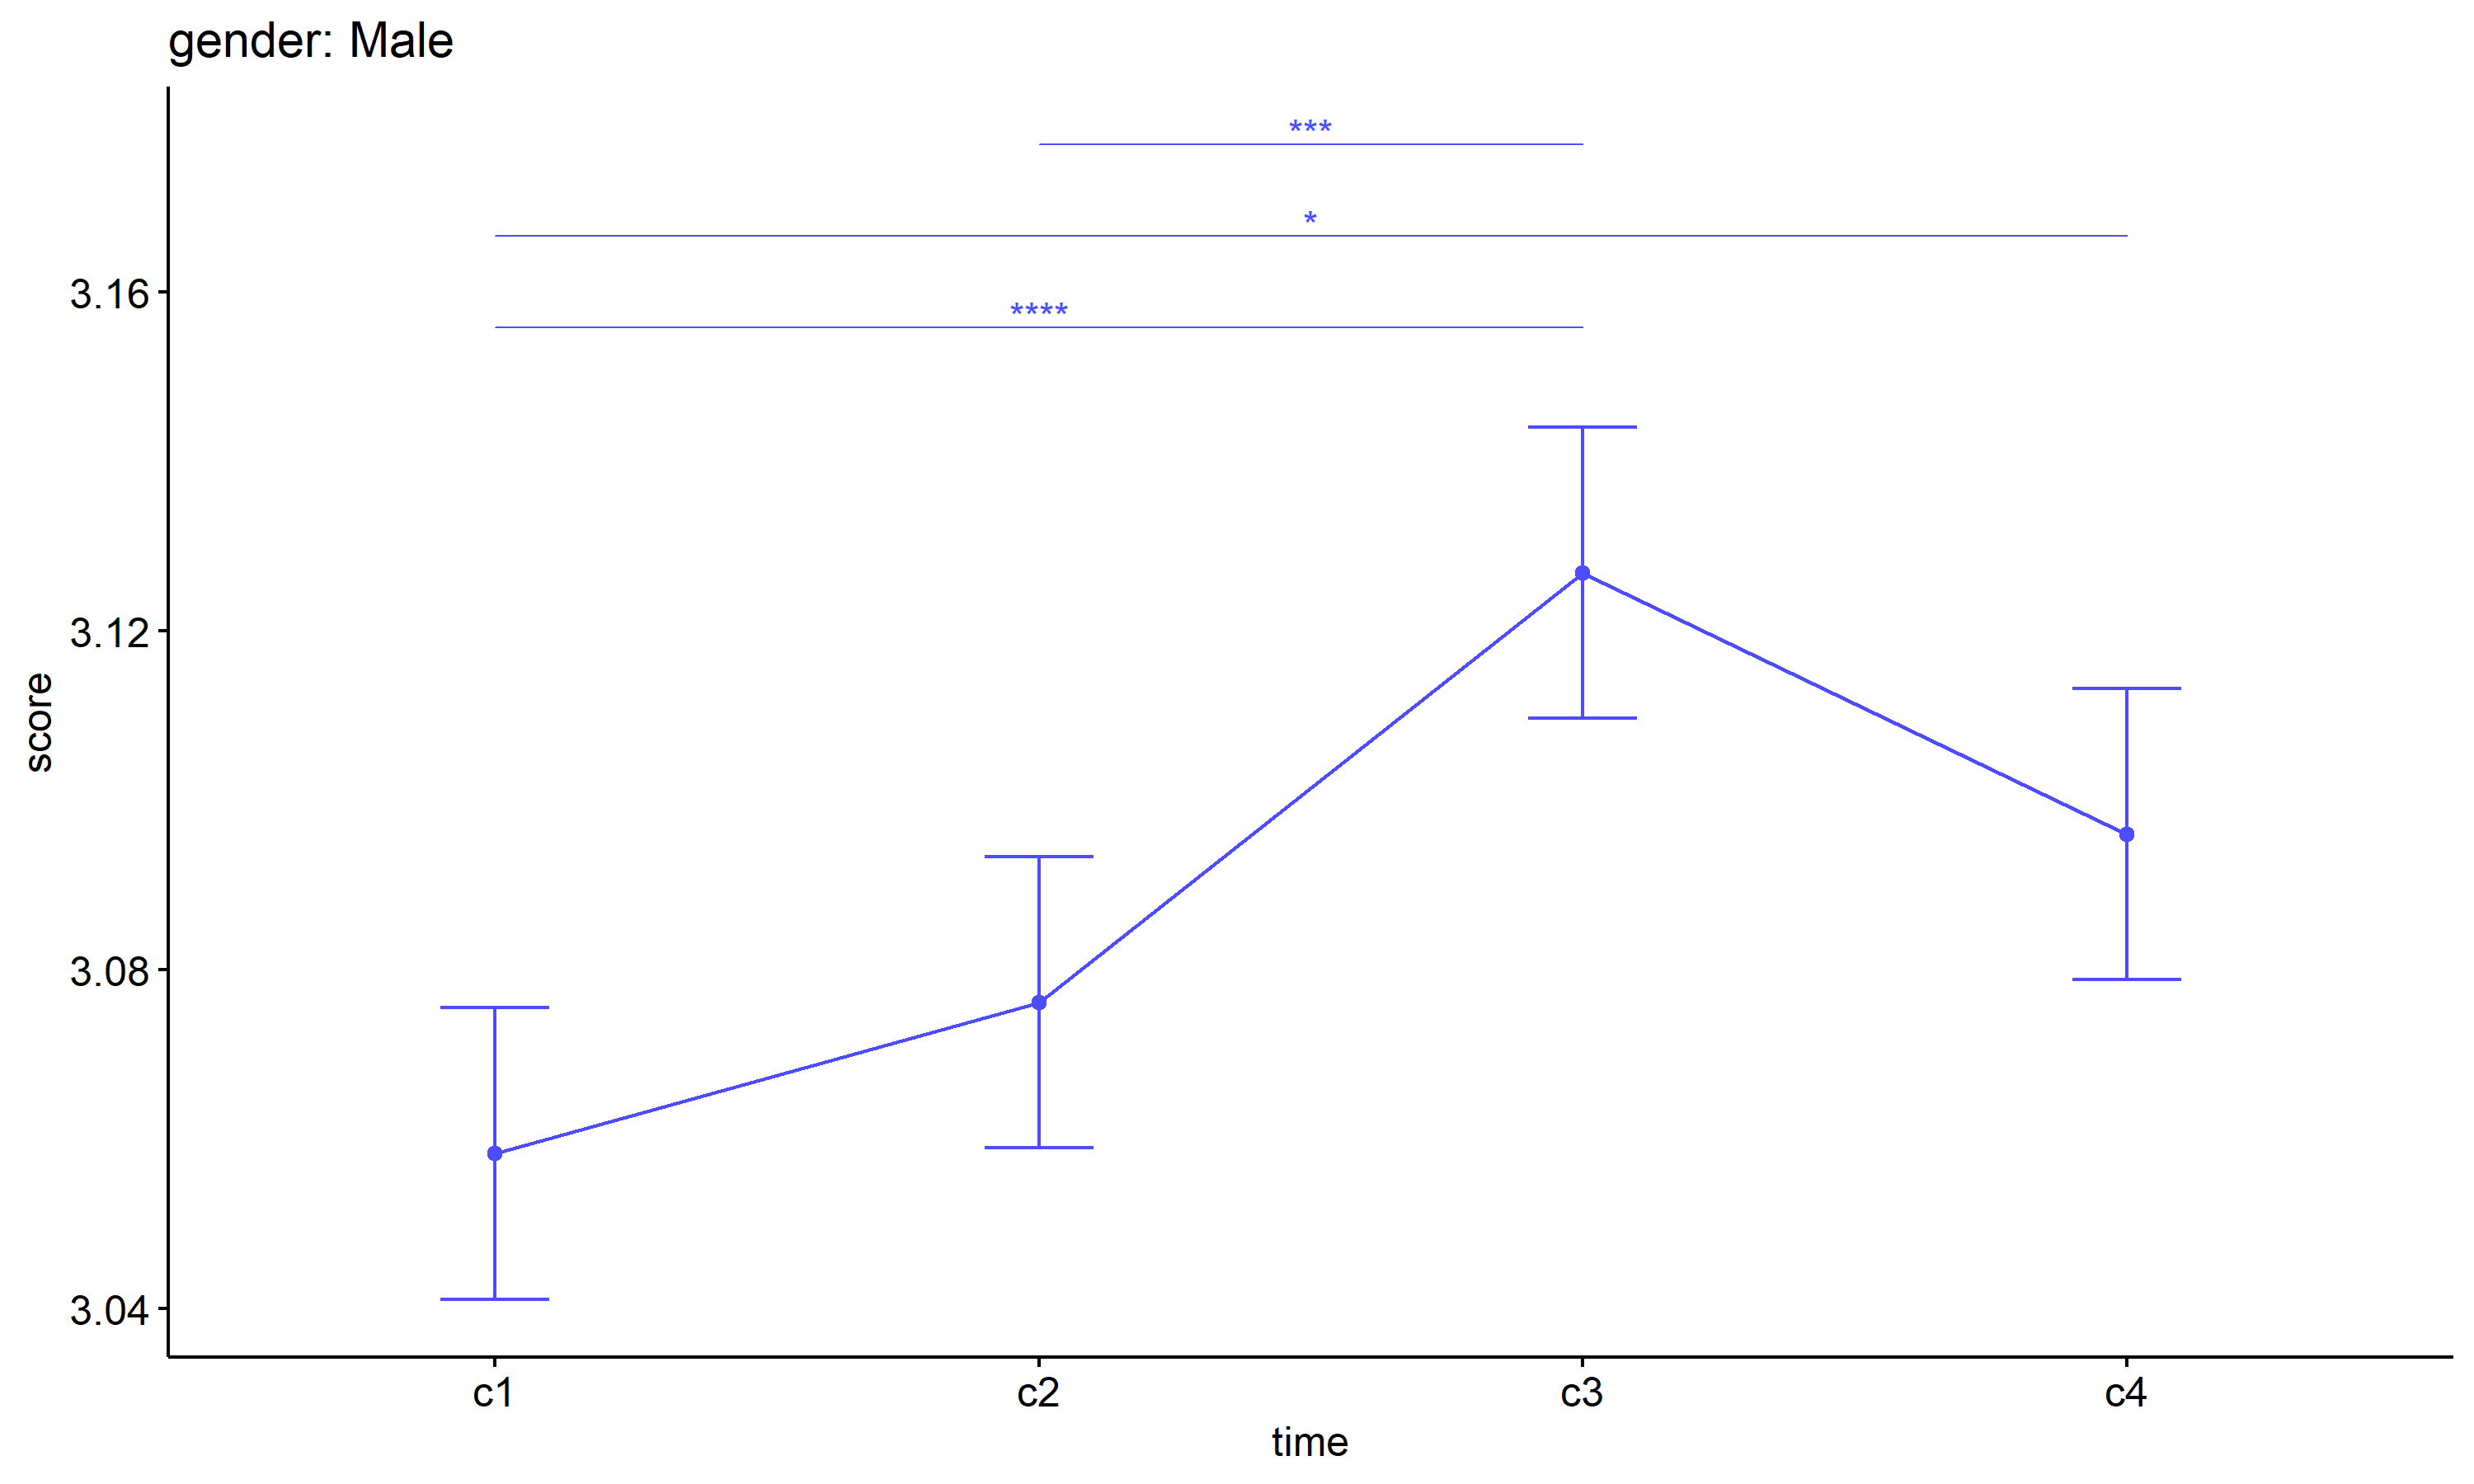 gender: Male
***
*
3.16
****
3.12
score
3.08
3.04
c1 c2 c3 c4
time